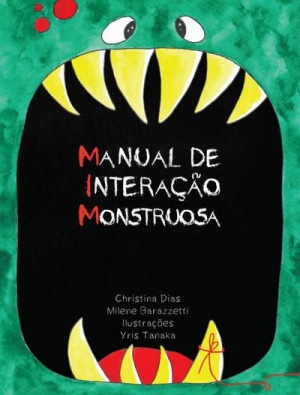 MANUAL DE
INTERAÇÃO
MONSTRUOSA
Christina Dias
Milene Barazzetti
Ilustrações
Yris Tanaka